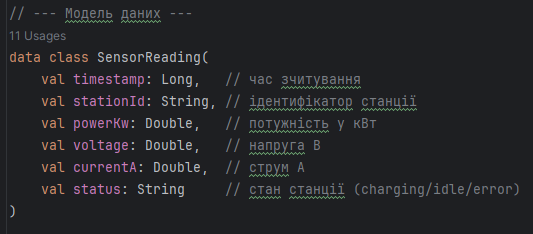 // --- Модель даних ---
11 Usages
data class SensorReading(
    val timestamp: Long,   // час зчитування
    val stationId: String, // ідентифікатор станції
    val powerKw: Double,   // потужність у кВт
    val voltage: Double,   // напруга В
    val currentA: Double,  // струм А
    val status: String     // стан станції (charging/idle/error)
)